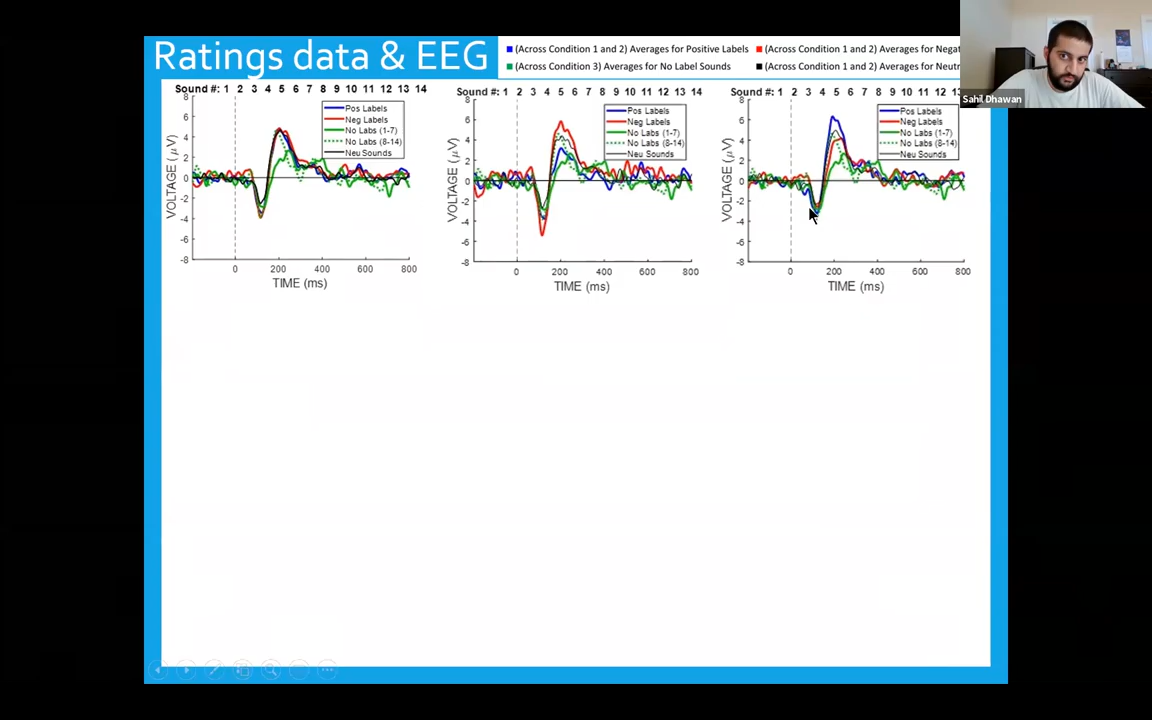 Ratings data & EEG
(Across Condition 1 and 2) Averages for Positive Labels
(Across Condition 1 and 2) Averages for Negat
(Across Condition 3) Averages for No Label Sounds
(Across Condition 1 and 2) Averages for Neutr
Sahil Dhawan
Sound #: 1 2 3 4 5 6 7 8 9 10 11 12 13 14
8
6
4
2
0
-2
-4
-6
-8
VOLTAGE (μV)
Pos Labels
Neg Labels
No Labs (1-7)
No Labs (8-14)
Neu Sounds
0 200 400 600 800
TIME (ms)
Sound #: 1 2 3 4 5 6 7 8 9 10 11 12 13 14
8
6
4
2
0
-2
-4
-6
-8
VOLTAGE (μV)
Pos Labels
Neg Labels
No Labs (1-7)
No Labs (8-14)
Neu Sounds
0 200 400 600 800
TIME (ms)
Sound #: 1 2 3 4 5 6 7 8 9 10 11 12 13
8
6
4
2
0
-2
-4
-6
-8
VOLTAGE (μV)
Pos Labels
Neg Labels
No Labs (1-7)
No Labs (8-14)
Neu Sounds
0 200 400 600 800
TIME (ms)